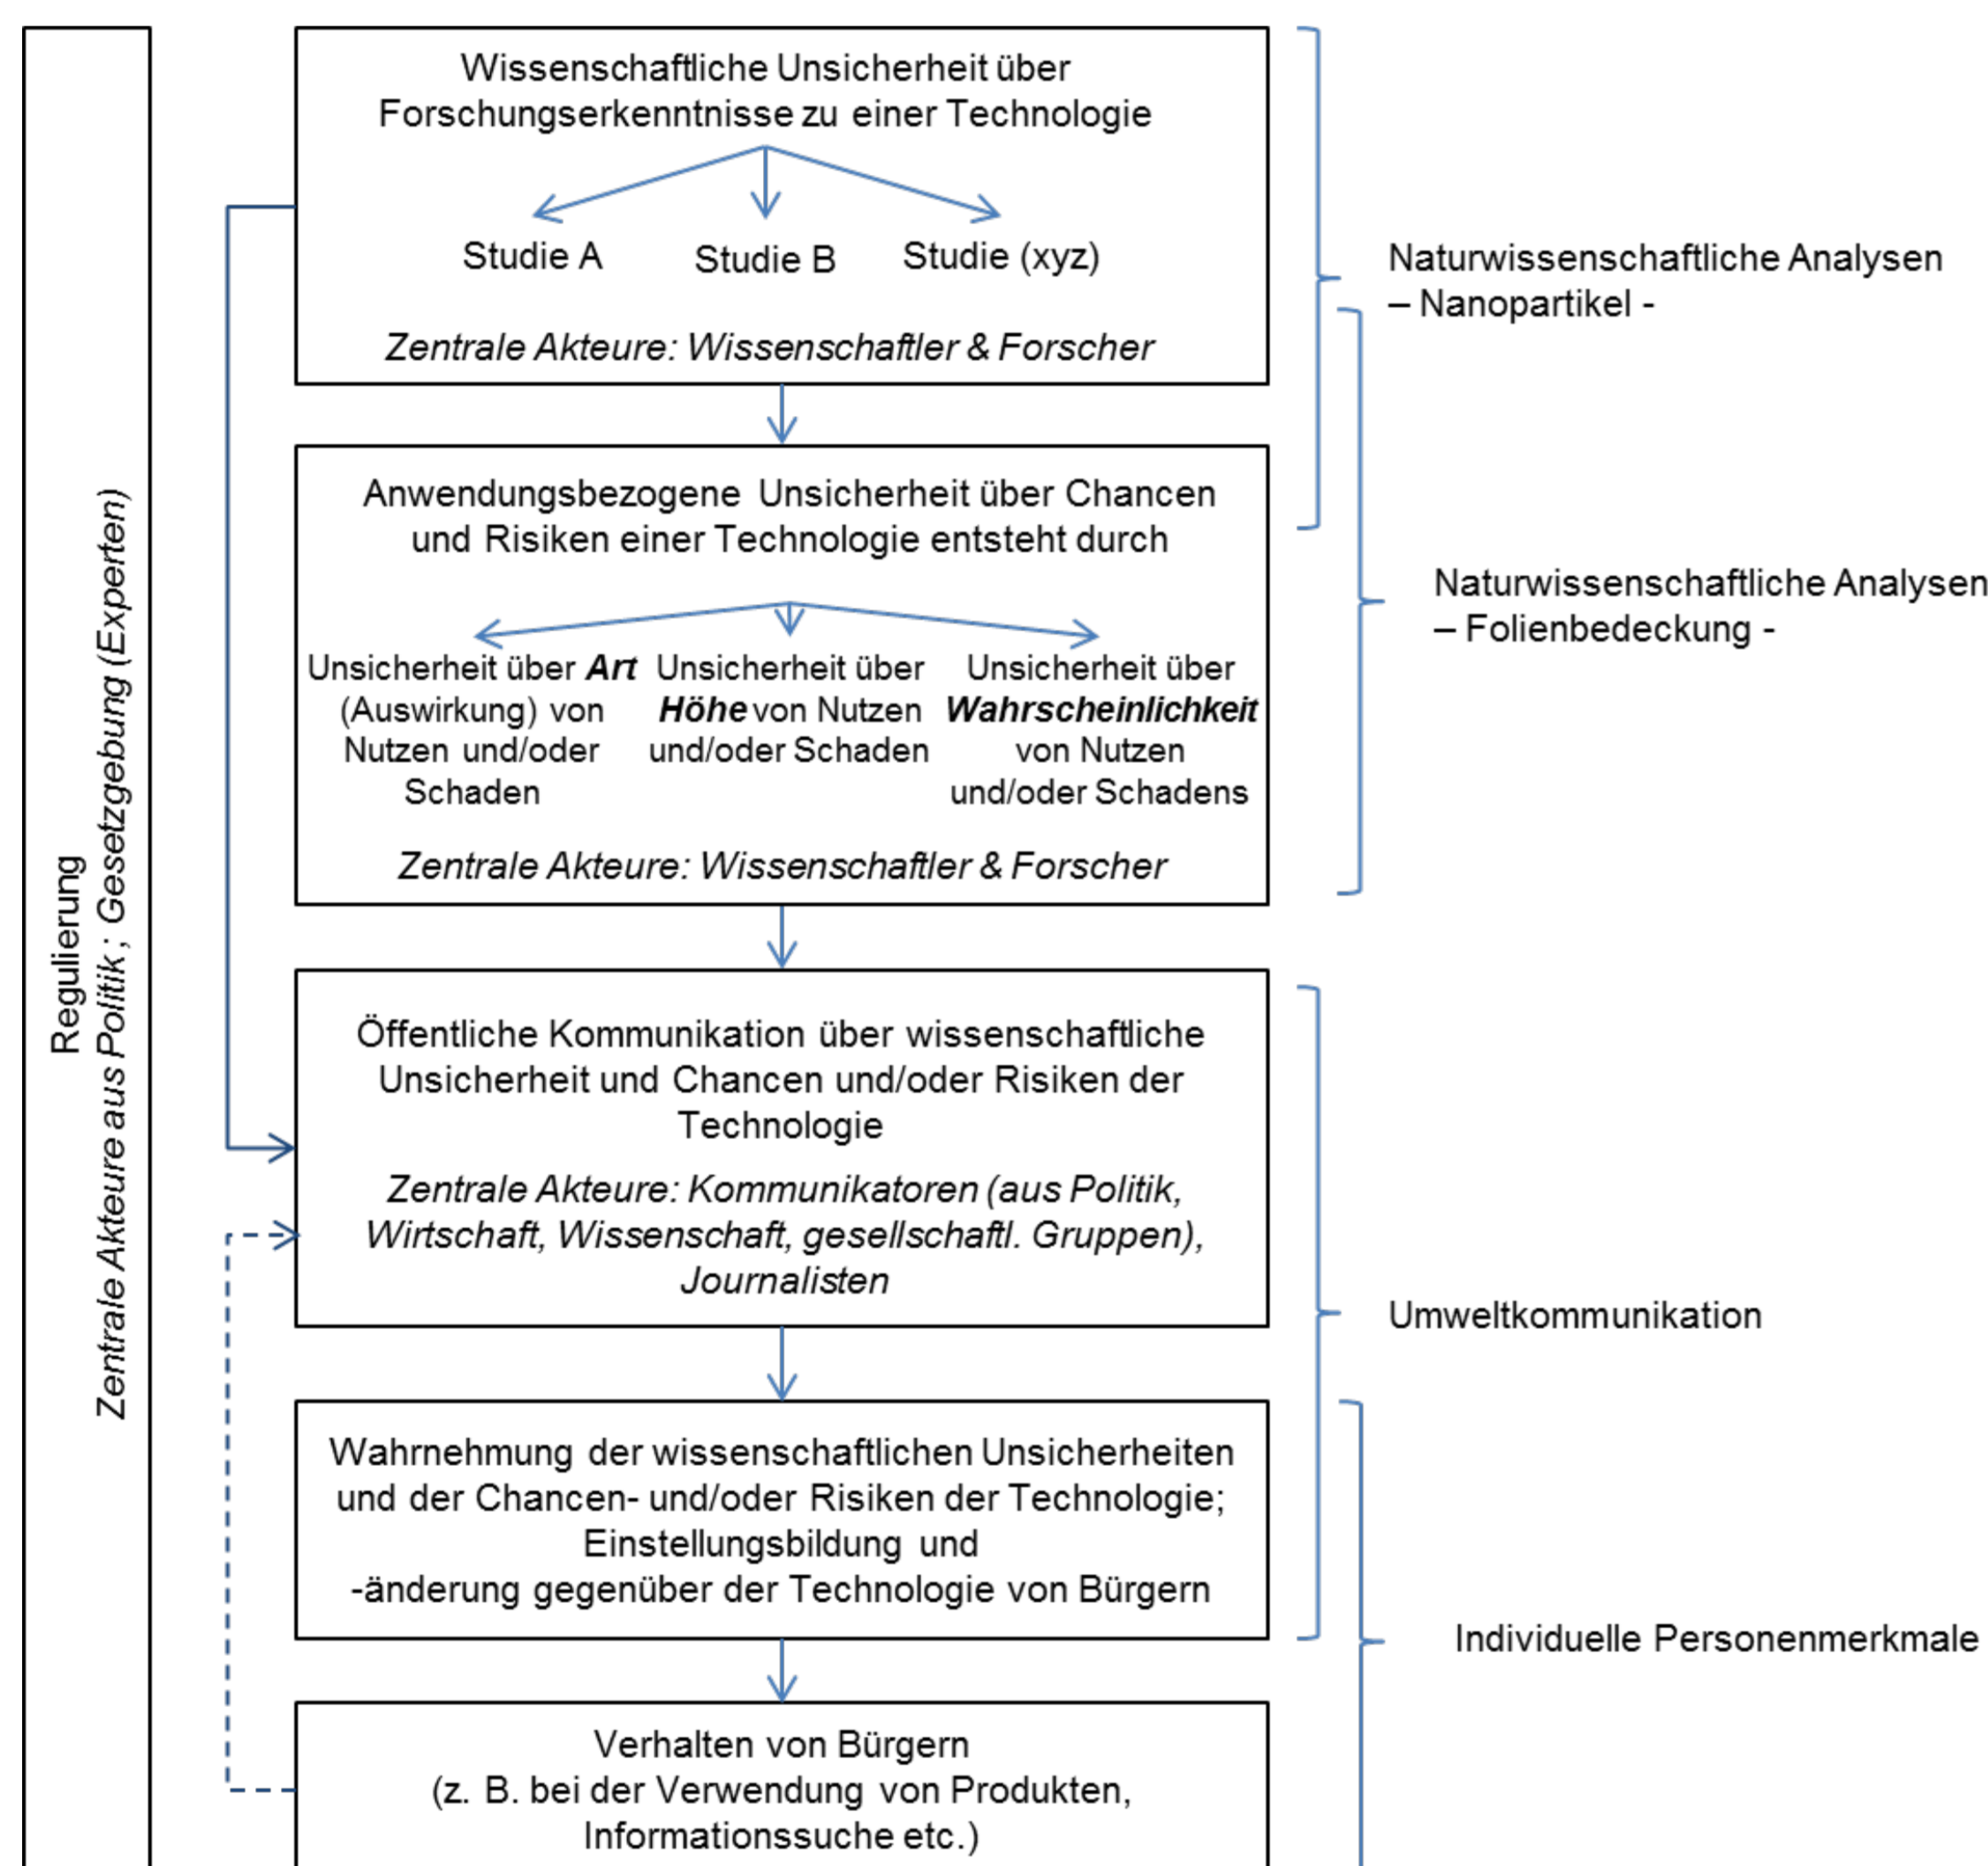 Regulierung
Zentrale Akteure aus Politik ; Gesetzgebung (Experten)
Wissenschaftliche Unsicherheit über
Forschungserkenntnisse zu einer Technologie
Studie A
Studie B
Studie (xyz)
Zentrale Akteure: Wissenschaftler & Forscher
Anwendungsbezogene Unsicherheit über Chancen
und Risiken einer Technologie entsteht durch
Unsicherheit über Art
(Auswirkung) von
Nutzen und/oder
Schaden
Unsicherheit über
Höhe von Nutzen
und/oder Schaden
Unsicherheit über
Wahrscheinlichkeit
von Nutzen
und/oder Schadens
Zentrale Akteure: Wissenschaftler & Forscher
Öffentliche Kommunikation über wissenschaftliche
Unsicherheit und Chancen und/oder Risiken der
Technologie
Zentrale Akteure: Kommunikatoren (aus Politik,
Wirtschaft, Wissenschaft, gesellschaftl. Gruppen),
Journalisten
Wahrnehmung der wissenschaftlichen Unsicherheiten
und der Chancen- und/oder Risiken der Technologie;
Einstellungsbildung und
-änderung gegenüber der Technologie von Bürgern
Verhalten von Bürgern
(z. B. bei der Verwendung von Produkten,
Informationssuche etc.)
Naturwissenschaftliche Analysen
– Nanopartikel -
Naturwissenschaftliche Analysen
– Folienbedeckung -
Umweltkommunikation
Individuelle Personenmerkmale